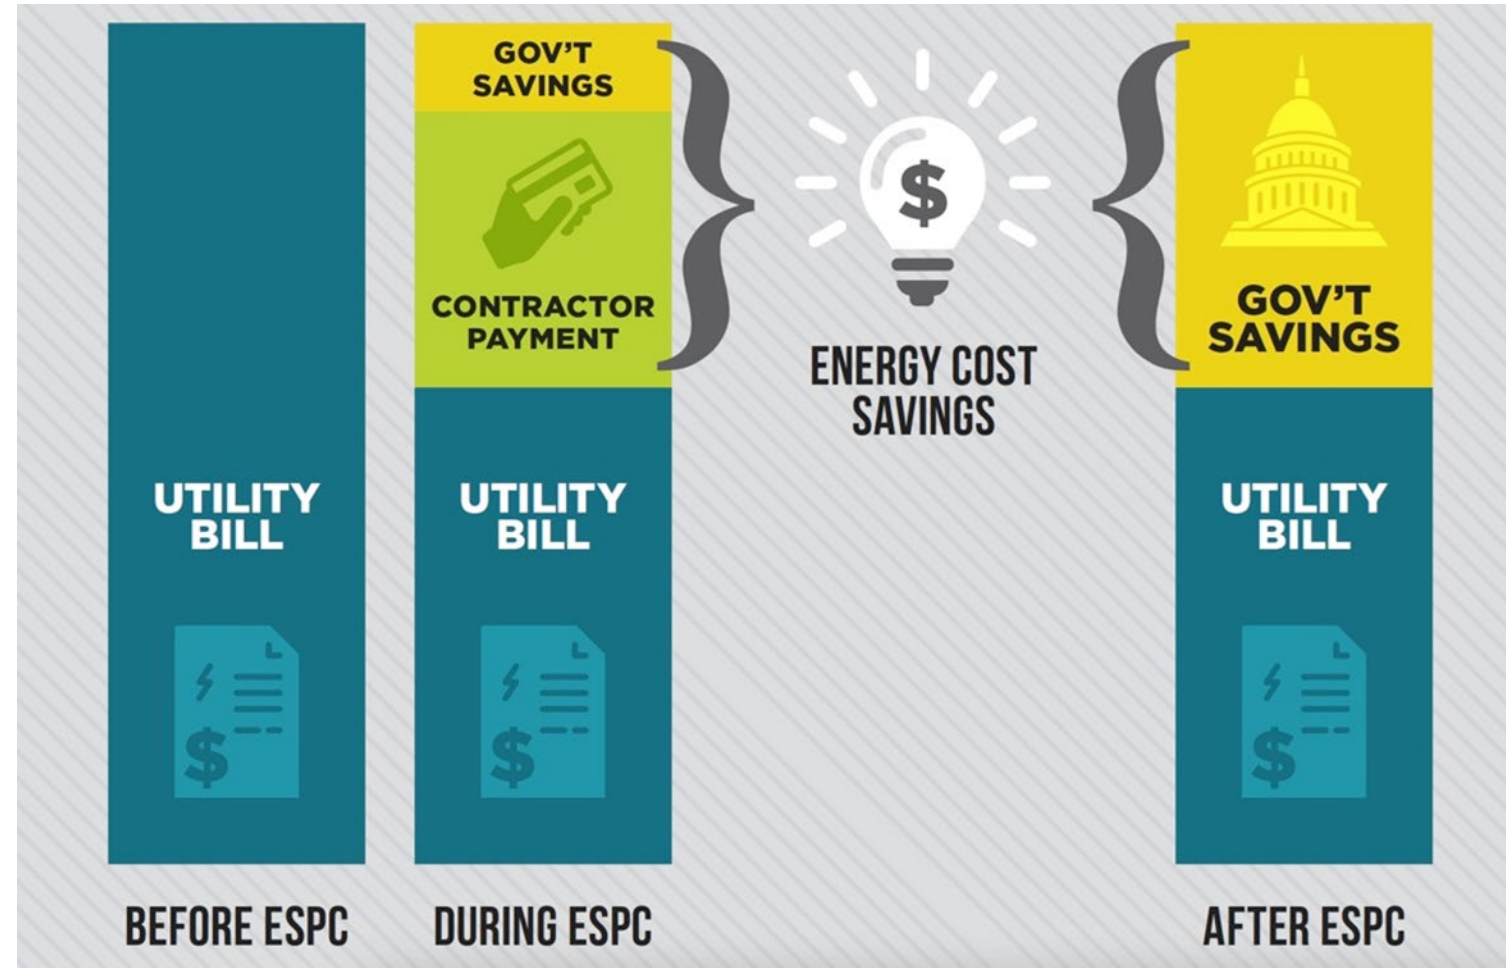 GOV'T
SAVINGS
CONTRACTOR
PAYMENT
$
ENERGY COST
SAVINGS
GOV'T
SAVINGS
UTILITY
BILL
$
UTILITY
BILL
$
UTILITY
BILL
$
BEFORE ESPC
DURING ESPC
AFTER ESPC